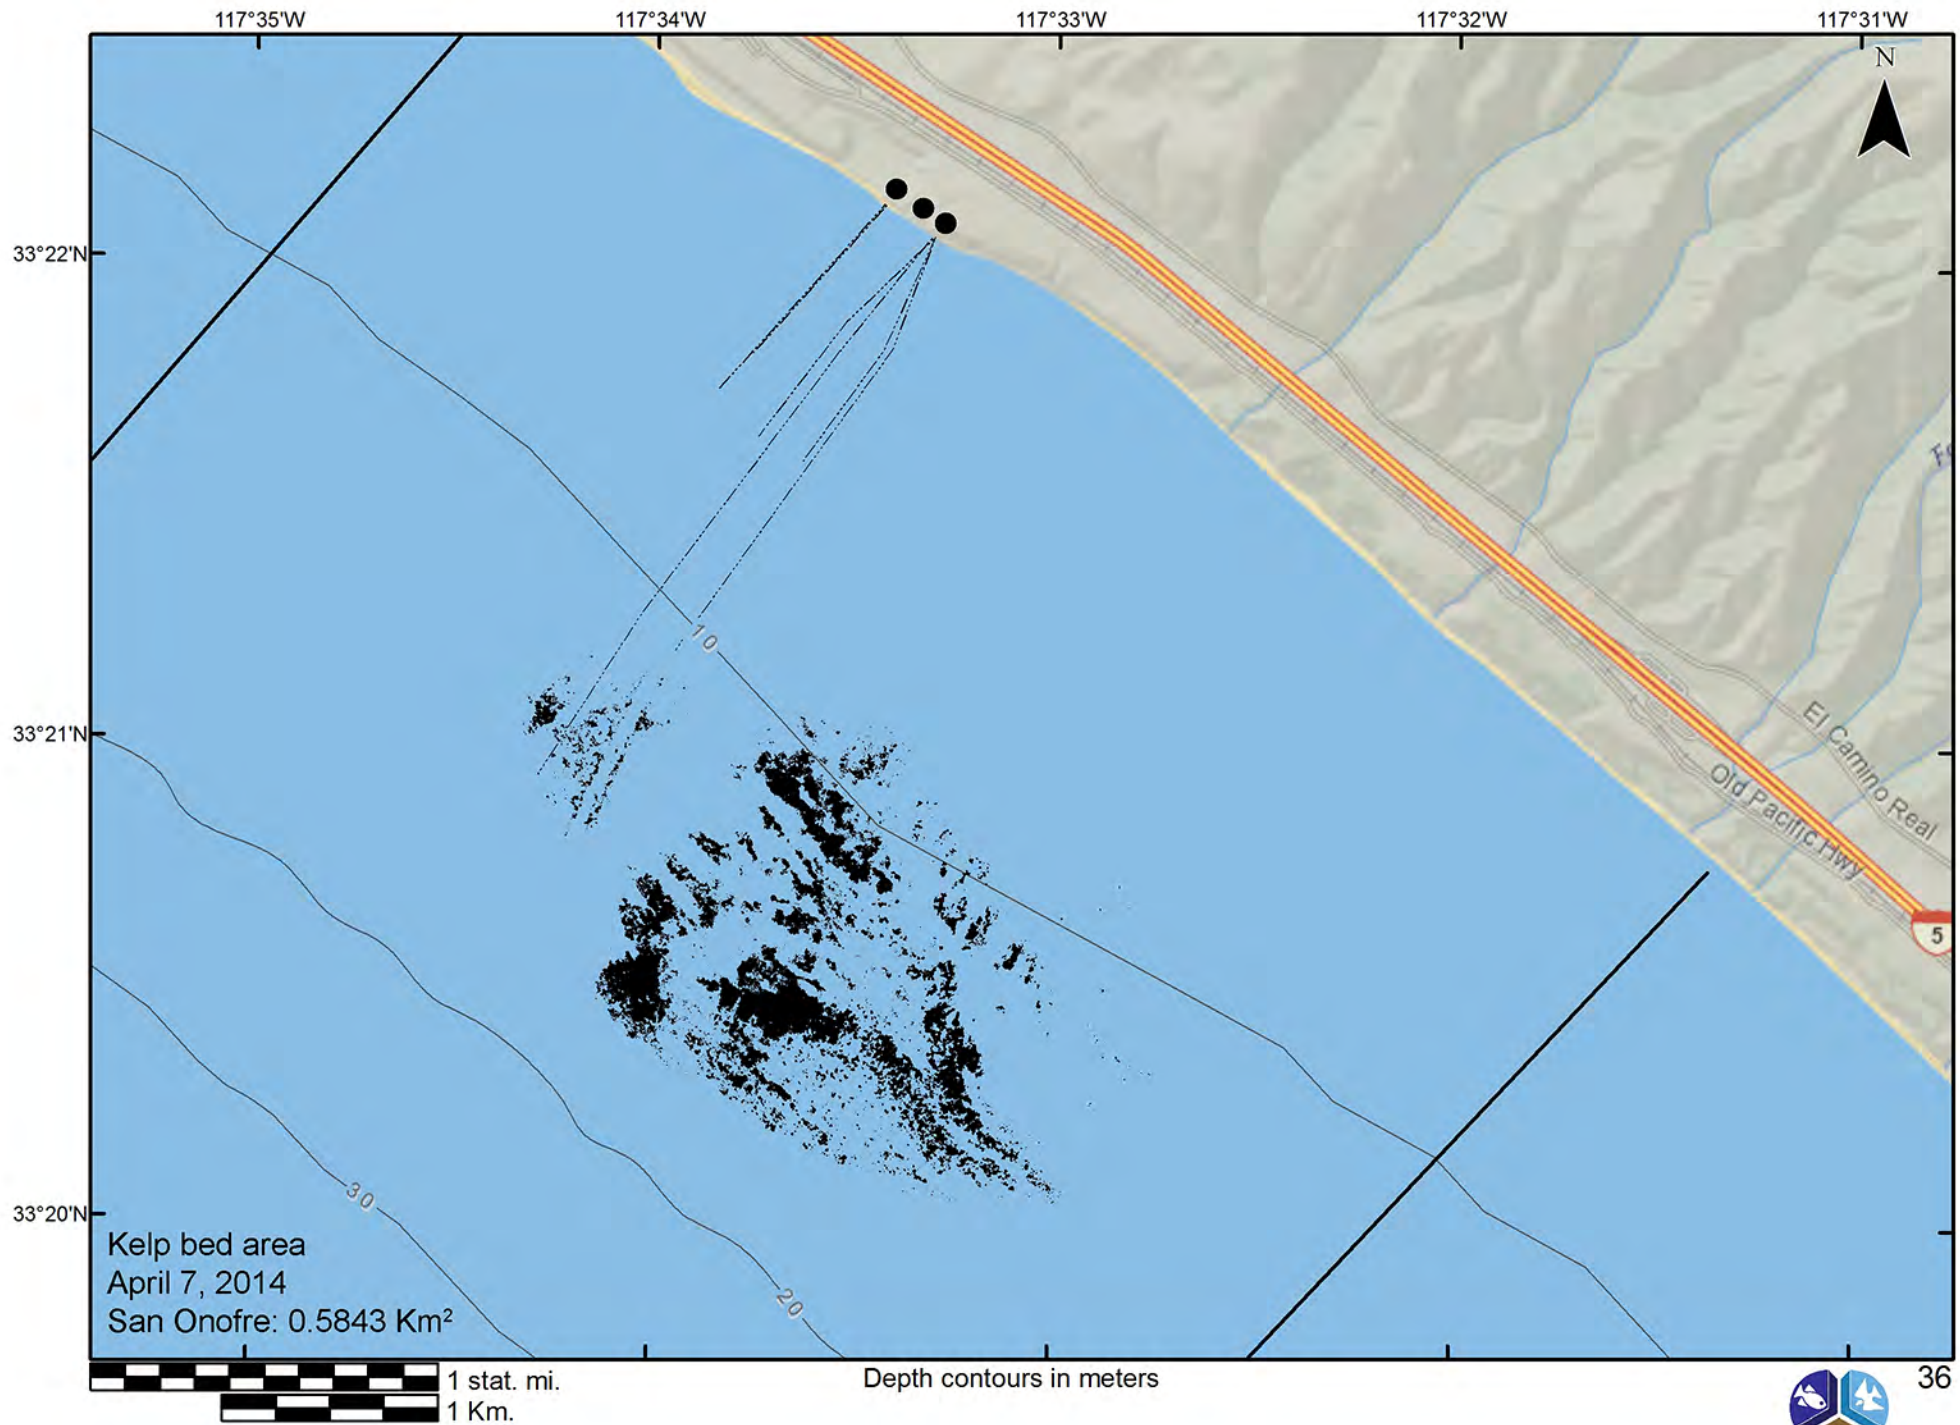 117°35'W 117°34'W 117°33'W 117°32'W 117°31'W
N
33°22'N
10
33°21'N
El Camino Real
Old Pacific Hwy
5
30
33°20'N
20
Kelp bed area
April 7, 2014
San Onofre: 0.5843 Km²
1 stat. mi.
Depth contours in meters
36
1 Km.